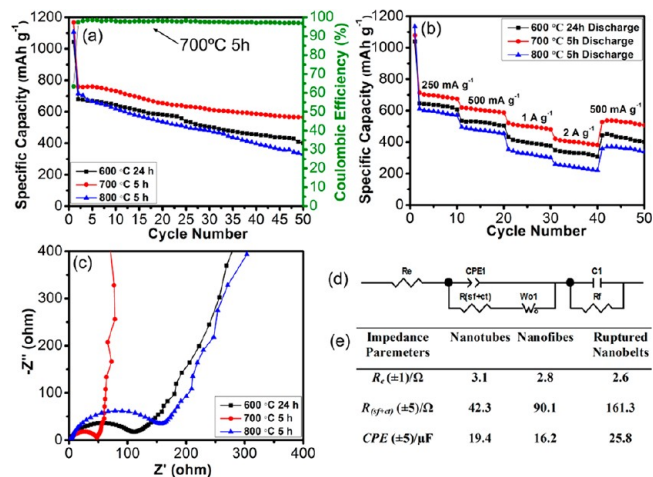 (a)
700°C 5h
Specific Capacity (mAh g⁻¹)
1200
1000
800
600
400
200
0
100
90
80
70
60
50
40
30
20
10
0
Coulombic Efficiency (%)
600 °C 24 h
700 °C 5 h
800 °C 5 h
0 5 10 15 20 25 30 35 40 45 50
Cycle Number
(b)
600 °C 24h Discharge
700 °C 5h Discharge
800 °C 5h Discharge
Specific Capacity (mAh g⁻¹)
1200
1000
800
600
400
200
0
250 mA g⁻¹
500 mA g⁻¹
1 A g⁻¹
2 A g⁻¹
500 mA g⁻¹
0 10 20 30 40 50
Cycle Number
(c)
-Z'' (ohm)
400
300
200
100
0
600 °C 24 h
700 °C 5 h
800 °C 5 h
0 100 200 300 400
Z' (ohm)
(d)
Re CPE1 C1
R(sf+ct) Wo1 Rf
(e)
Impedance Paremeters Nanotubes Nanofibes Ruptured Nanobelts
Re (±1)/Ω 3.1 2.8 2.6
R(sf+ct) (±5)/Ω 42.3 90.1 161.3
CPE (±5)/μF 19.4 16.2 25.8